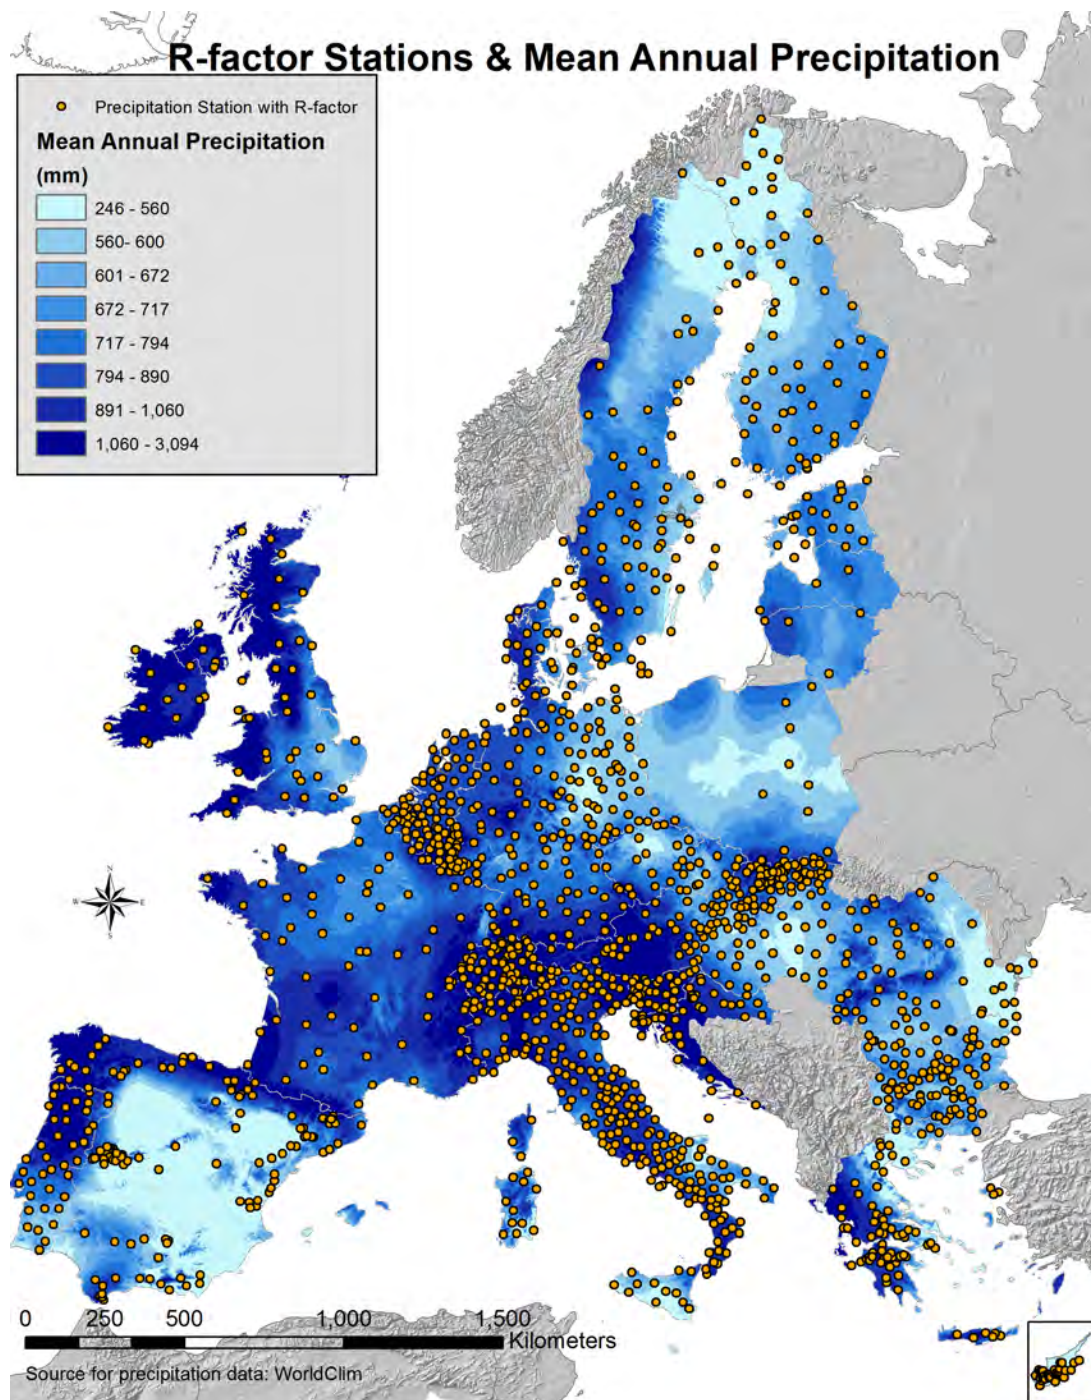 R-factor Stations & Mean Annual Precipitation
Precipitation Station with R-factor
Mean Annual Precipitation
(mm)
246 - 560
560- 600
601 - 672
672 - 717
717 - 794
794 - 890
891 - 1,060
1,060 - 3,094
N
W E
S
0 250 500 1,000 1,500
Kilometers
Source for precipitation data: WorldClim